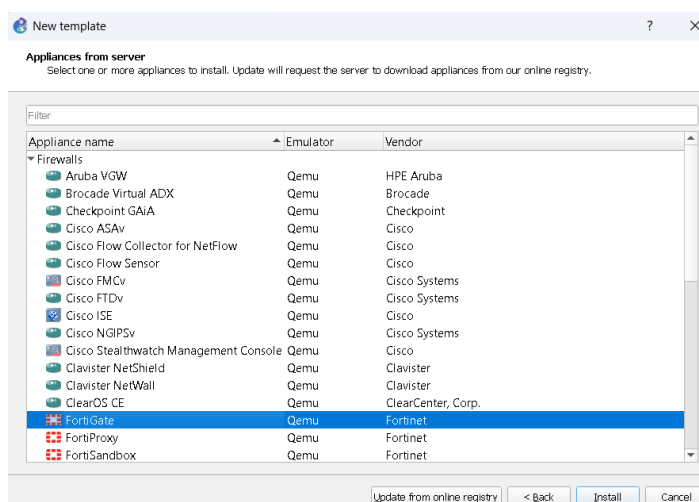 New template ? X
Appliances from server
Select one or more appliances to install. Update will request the server to download appliances from our online registry.
Filter
Appliance name Emulator Vendor
Firewalls
Aruba VGW Qemu HPE Aruba
Brocade Virtual ADX Qemu Brocade
Checkpoint GAiA Qemu Checkpoint
Cisco ASAv Qemu Cisco
Cisco Flow Collector for NetFlow Qemu Cisco
Cisco Flow Sensor Qemu Cisco
Cisco FMCv Qemu Cisco Systems
Cisco FTDv Qemu Cisco Systems
Cisco ISE Qemu Cisco
Cisco NGIPSv Qemu Cisco Systems
Cisco Stealthwatch Management Console Qemu Cisco
Clavister NetShield Qemu Clavister
Clavister NetWall Qemu Clavister
ClearOS CE Qemu ClearCenter, Corp.
FortiGate Qemu Fortinet
FortiProxy Qemu Fortinet
FortiSandbox Qemu Fortinet
Update from online registry < Back Install Cancel